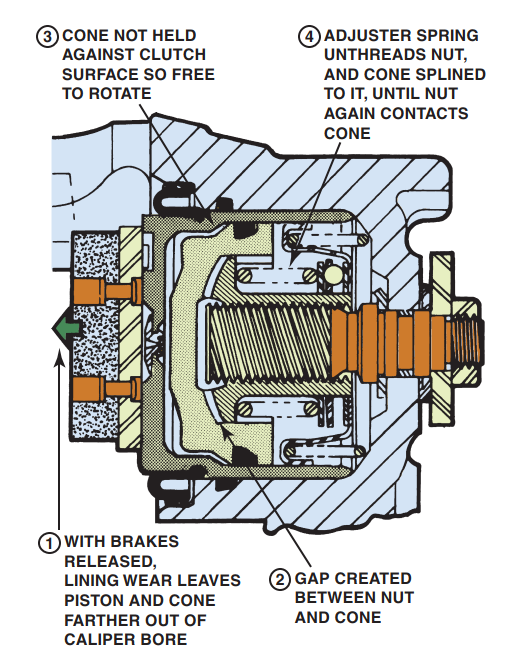 ③ CONE NOT HELD
AGAINST CLUTCH
SURFACE SO FREE
TO ROTATE
④ ADJUSTER SPRING
UNTHREADS NUT,
AND CONE SPLINED
TO IT, UNTIL NUT
AGAIN CONTACTS
CONE
① WITH BRAKES
RELEASED,
LINING WEAR LEAVES
PISTON AND CONE
FARTHER OUT OF
CALIPER BORE
② GAP CREATED
BETWEEN NUT
AND CONE